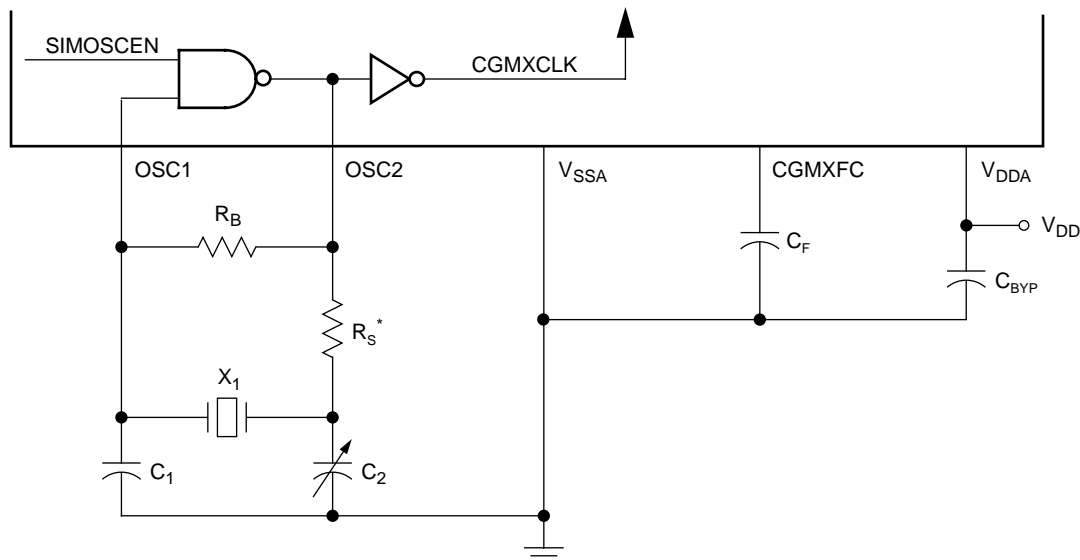 SIMOSCEN
CGMXCLK
OSC1
OSC2
VSSA
CGMXFC
VDDA
RB
VDD
CF
CBYP
RS*
X1
C1
C2